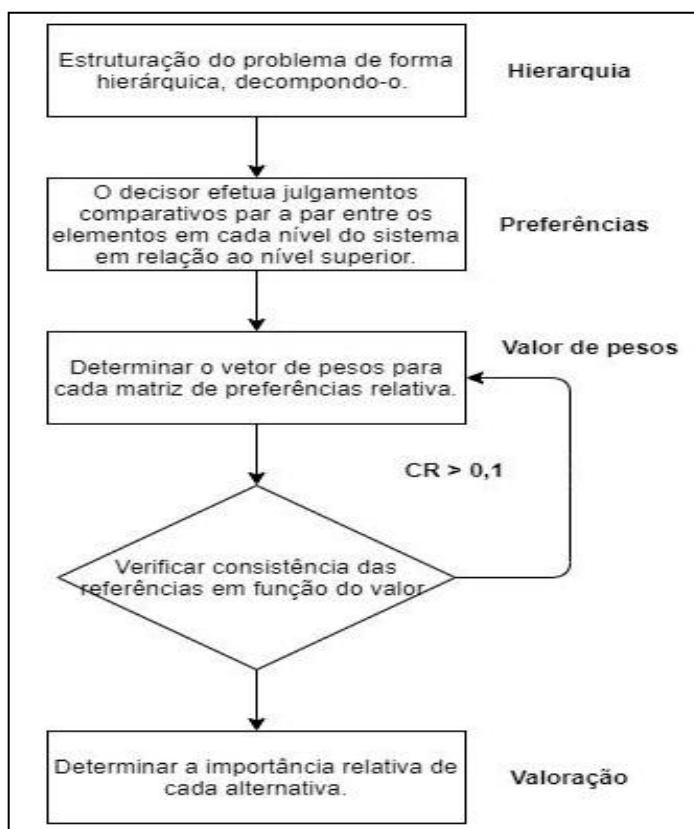 Estruturação do problema de forma
hierárquica, decompondo-o.
Hierarquia
O decisor efetua julgamentos
comparativos par a par entre os
elementos em cada nível do sistema
em relação ao nível superior.
Preferências
Valor de pesos
Determinar o vetor de pesos para
cada matriz de preferências relativa.
CR > 0,1
Verificar consistência das
referências em função do valor
Determinar a importância relativa de
cada alternativa.
Valoração